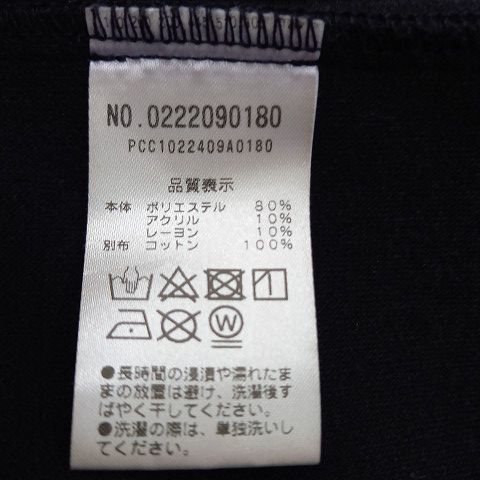 NO.0222090180
PCC1022409A0180
品質表示
本体 ポリエステル 80%
アクリル 10%
レーヨン 10%
別布 コットン 100%
W
●長時間の浸漬や濡れたま
まの放置は避け、洗濯後す
ばやく干してください。
●洗濯の際は、単独洗いし
てください。